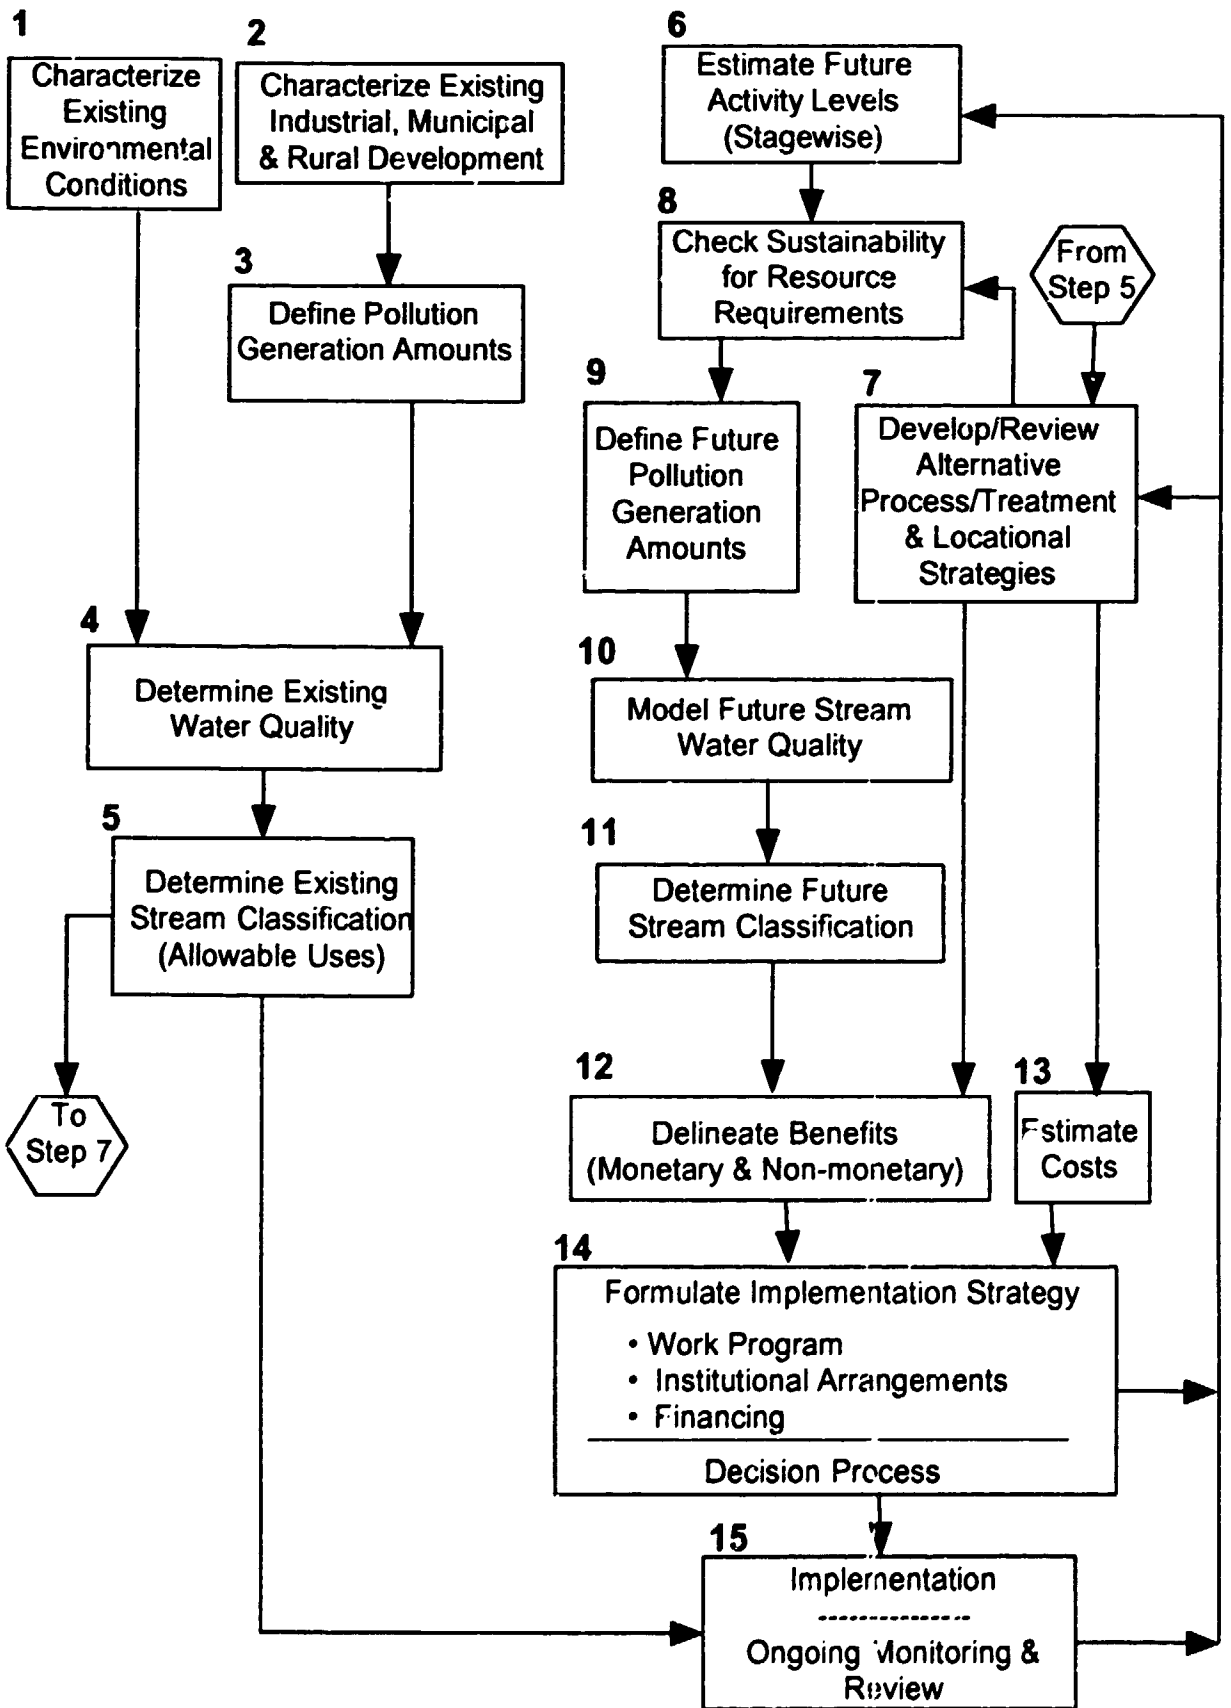 1
Characterize
Existing
Environmental
Conditions
2
Characterize Existing
Industrial, Municipal
& Rural Development
3
Define Pollution
Generation Amounts
4
Determine Existing
Water Quality
5
Determine Existing
Stream Classification
(Allowable Uses)
To
Step 7
6
Estimate Future
Activity Levels
(Stagewise)
8
Check Sustainability
for Resource
Requirements
From
Step 5
9
Define Future
Pollution
Generation
Amounts
7
Develop/Review
Alternative
Process/Treatment
& Locational
Strategies
10
Model Future Stream
Water Quality
11
Determine Future
Stream Classification
12
Delineate Benefits
(Monetary & Non-monetary)
13
Estimate
Costs
14
Formulate Implementation Strategy
• Work Program
• Institutional Arrangements
• Financing
Decision Process
15
Implementation
Ongoing Monitoring &
Review